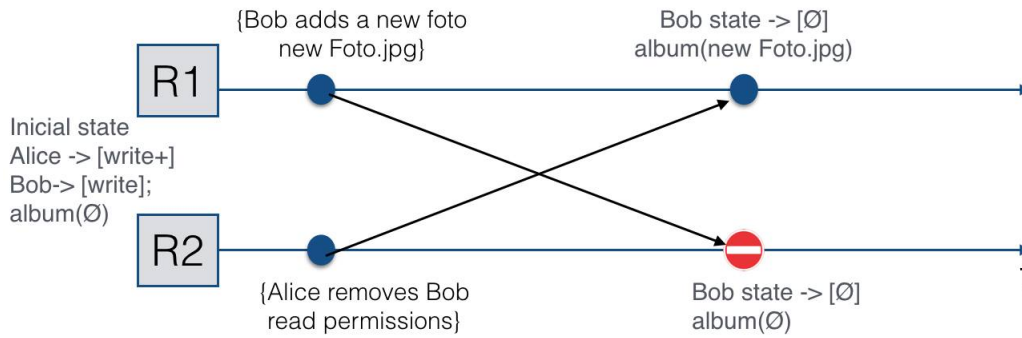 {Bob adds a new foto
new Foto.jpg}
Bob state -> [Ø]
album(new Foto.jpg)
R1
Inicial state
Alice -> [write+]
Bob-> [write];
album(Ø)
R2
{Alice removes Bob
read permissions}
Bob state -> [Ø]
album(Ø)